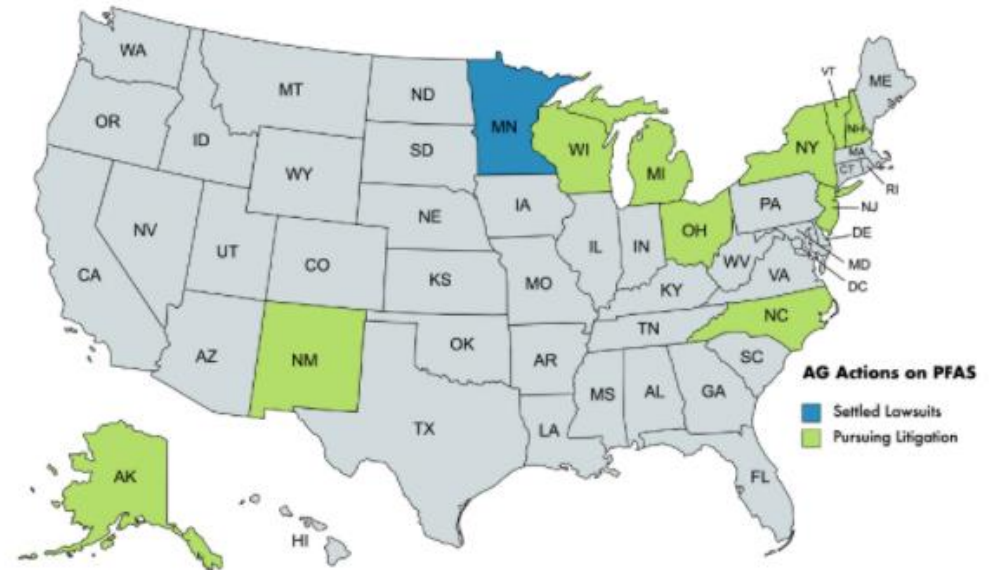 WA
OR
CA
NV
ID
MT
WY
UT
CO
AZ
NM
ND
SD
NE
KS
OK
TX
MN
IA
MO
AR
LA
WI
IL
MI
IN
OH
KY
TN
MS
AL
GA
FL
SC
NC
VA
WV
PA
NY
VT
NH
ME
MA
CT
RI
NJ
DE
MD
DC
AK
HI
AG Actions on PFAS
Settled Lawsuits
Pursuing Litigation